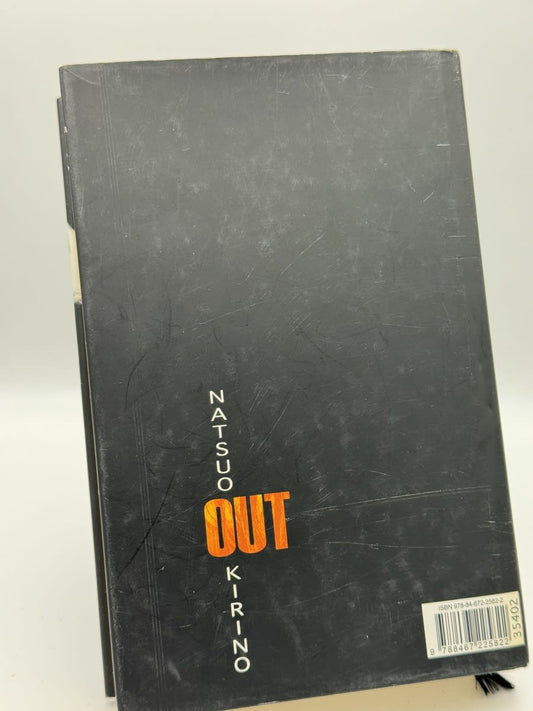 NATSUO
OUT
KIRINO
ISBN 978-84-672-2582-2
9 788467 225822
35402